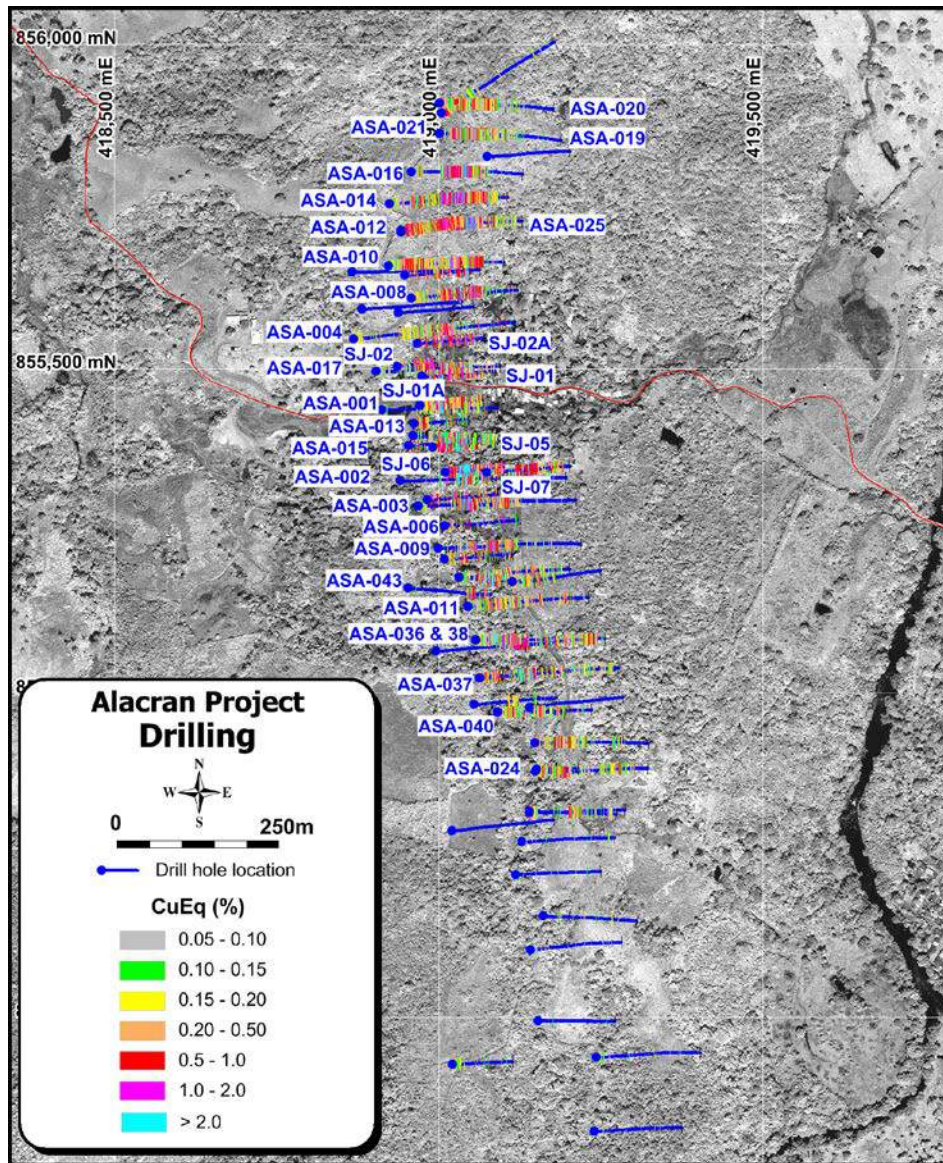 856,000 mN
418,500 mE
419,000 mE
419,500 mE
ASA-020
ASA-021
ASA-019
ASA-016
ASA-014
ASA-012
ASA-025
ASA-010
ASA-008
ASA-004
SJ-02A
SJ-02
855,500 mN
ASA-017
SJ-01
SJ-01A
ASA-001
ASA-013
ASA-015
SJ-05
SJ-06
ASA-002
SJ-07
ASA-003
ASA-006
ASA-009
ASA-043
ASA-011
ASA-036 & 38
ASA-037
ASA-040
ASA-024
Alacran Project
Drilling
N
W E
S
0 250m
Drill hole location
CuEq (%)
0.05 - 0.10
0.10 - 0.15
0.15 - 0.20
0.20 - 0.50
0.5 - 1.0
1.0 - 2.0
> 2.0